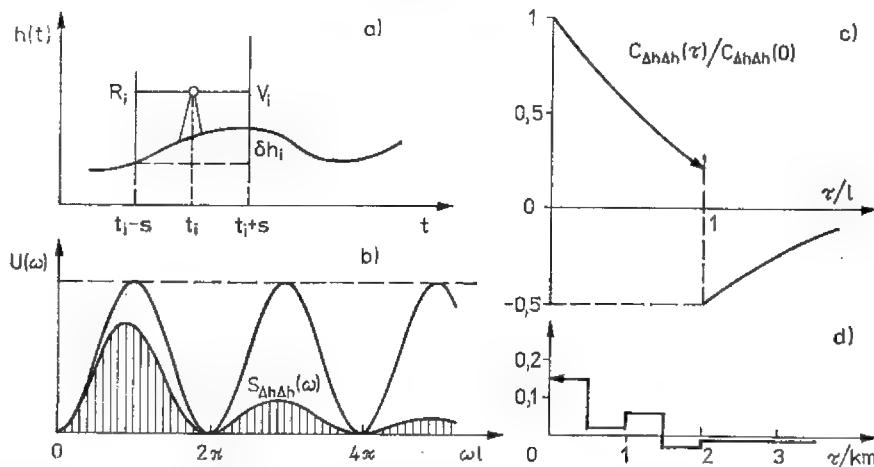 a)
h(t)
R_i
V_i
δh_i
t_i-s
t_i
t_i+s
t
b)
U(ω)
S_ΔhΔh(ω)
0
2π
4π
ωl
c)
C_ΔhΔh(τ)/C_ΔhΔh(0)
1
0,5
0
-0,5
1
τ/l
d)
0,2
0,1
0
1
2
3
τ/km